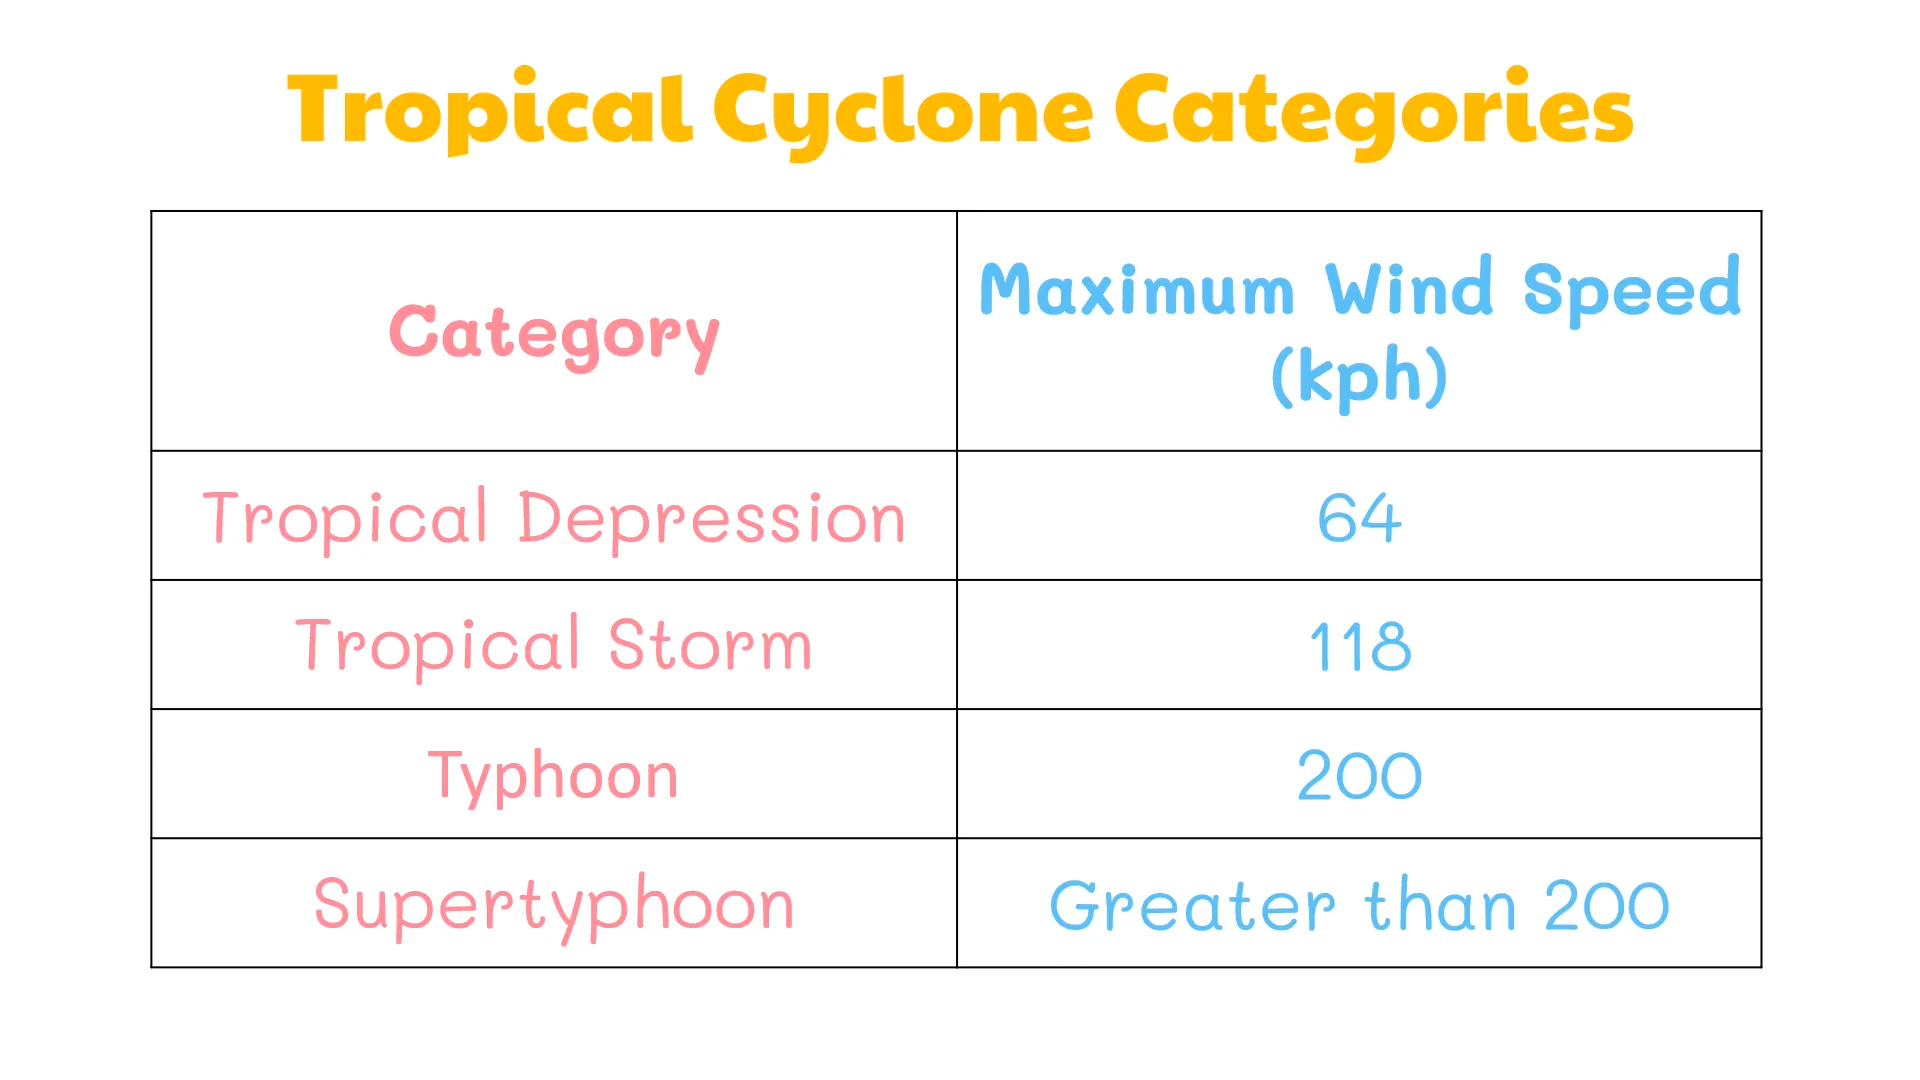 Tropical Cyclone Categories
Category
Maximum Wind Speed
(kph)
Tropical Depression
64
Tropical Storm
118
Typhoon
200
Supertyphoon
Greater than 200